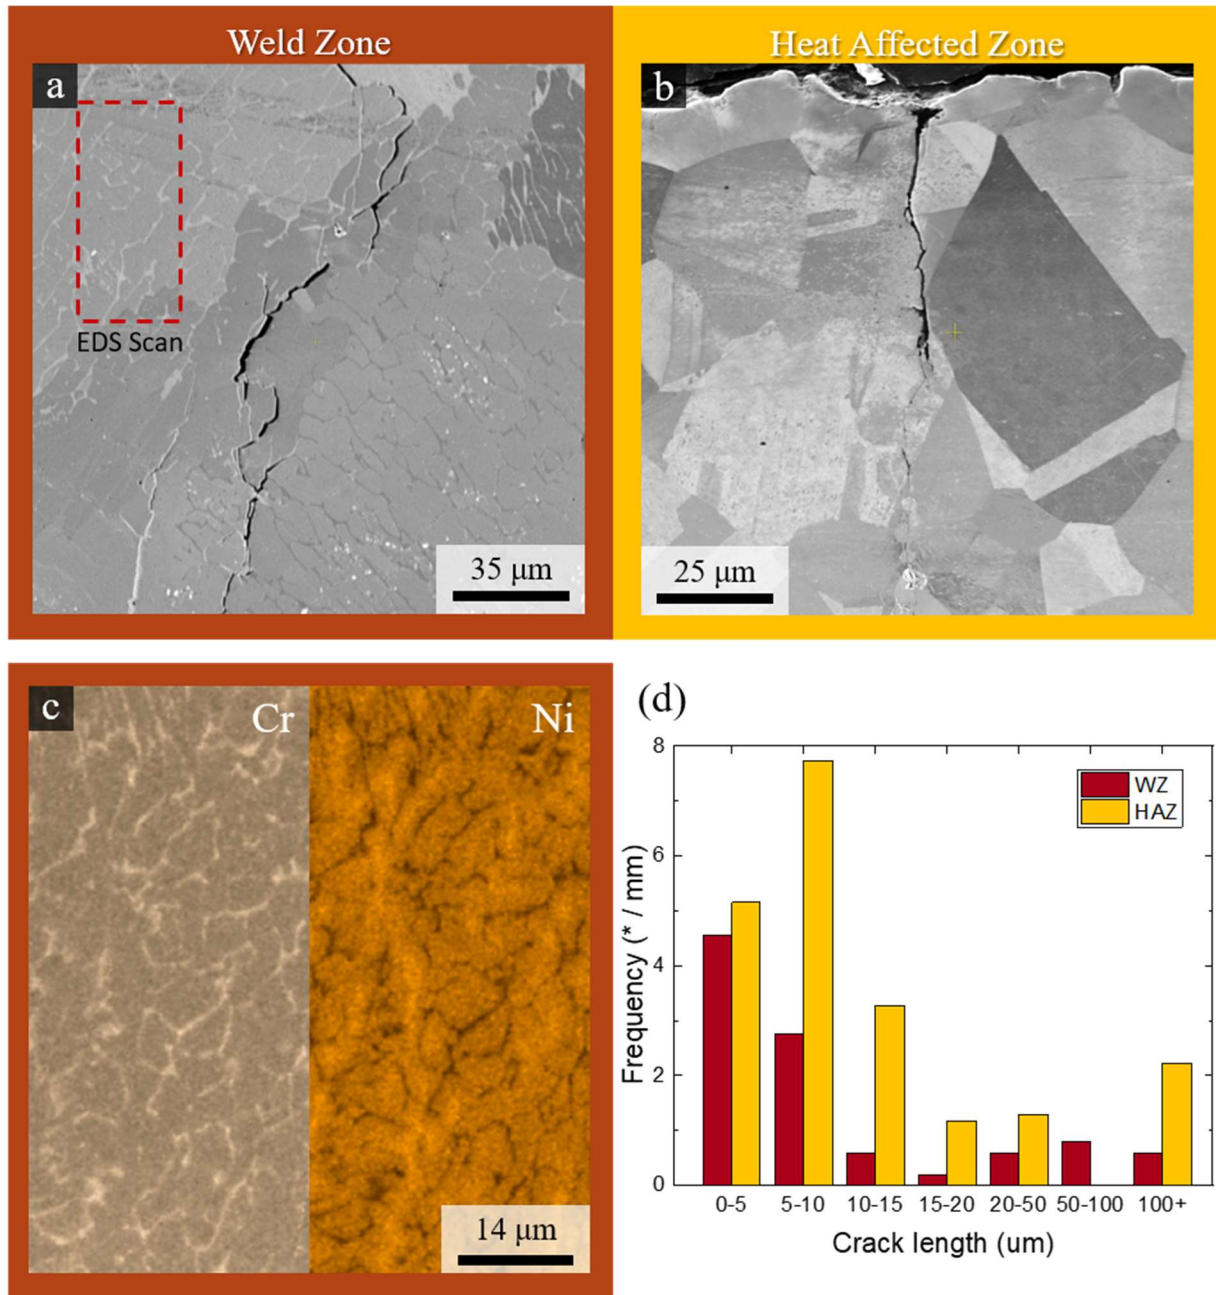 Weld Zone
Heat Affected Zone
a
b
EDS Scan
35 μm
25 μm
c
Cr
Ni
14 μm
(d)
8
6
4
2
0
Frequency (* / mm)
WZ
HAZ
0-5 5-10 10-15 15-20 20-50 50-100 100+
Crack length (um)